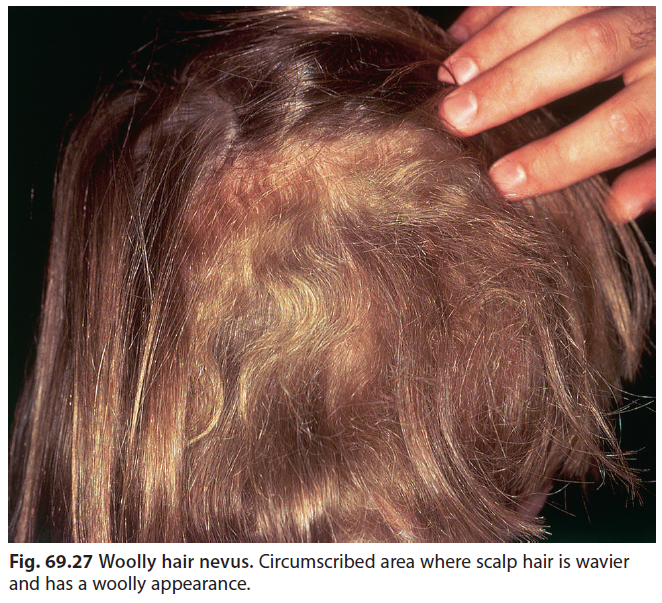 Fig. 69.27 Woolly hair nevus. Circumscribed area where scalp hair is wavier
and has a woolly appearance.